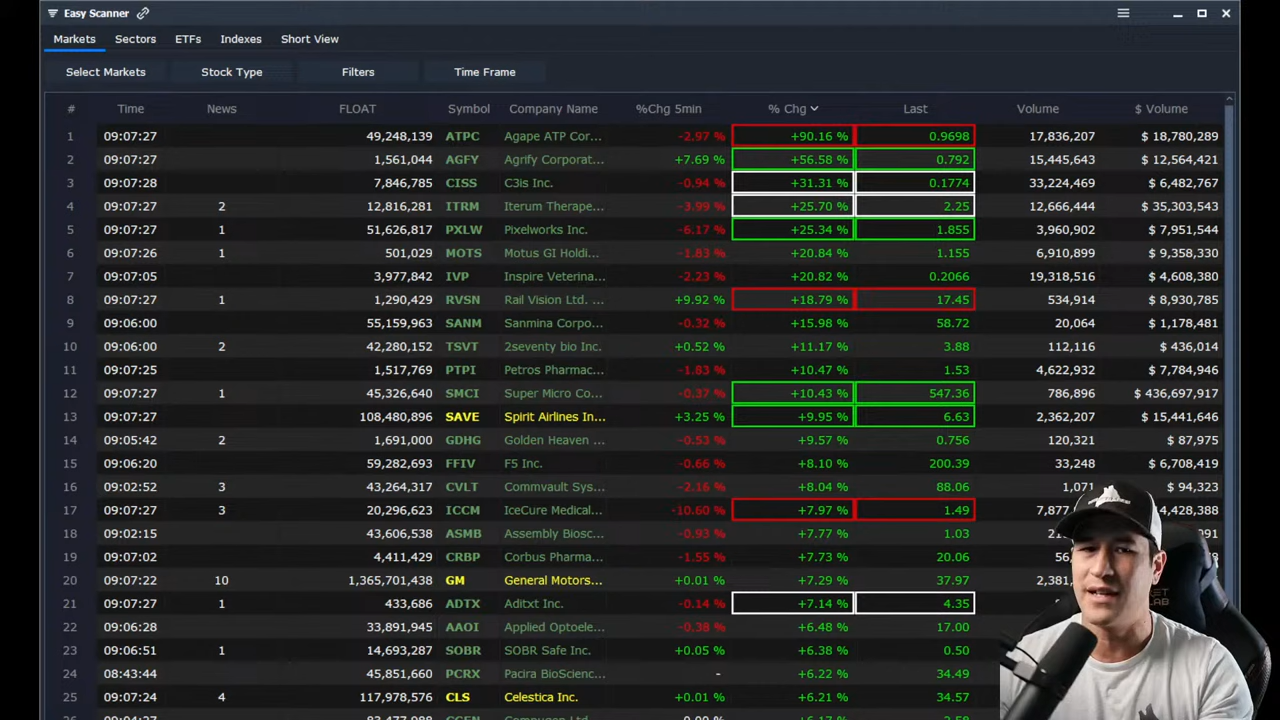 Easy Scanner
Markets Sectors ETFs Indexes Short View
Select Markets Stock Type Filters Time Frame
# Time News FLOAT Symbol Company Name %Chg 5min % Chg Last Volume $ Volume
1 09:07:27 49,248,139 ATPC Agape ATP Cor... -2.97 % +90.16 % 0.9698 17,836,207 $ 18,780,289
2 09:07:27 1,561,044 AGFY Agrify Corporat... +7.69 % +56.58 % 0.792 15,445,643 $ 12,564,421
3 09:07:28 7,846,785 CISS C3is Inc. -0.94 % +31.31 % 0.1774 33,224,469 $ 6,482,767
4 09:07:27 2 12,816,281 ITRM Iterum Therape... -3.99 % +25.70 % 2.25 12,666,444 $ 35,303,543
5 09:07:27 1 51,626,817 PXLW Pixelworks Inc. -6.17 % +25.34 % 1.855 3,960,902 $ 7,951,544
6 09:07:26 1 501,029 MOTS Motus GI Holdi... -1.83 % +20.84 % 1.155 6,910,899 $ 9,358,330
7 09:07:05 3,977,842 IVP Inspire Veterina... -2.23 % +20.82 % 0.2066 19,318,516 $ 4,608,380
8 09:07:27 1 1,290,429 RVSN Rail Vision Ltd. ... +9.92 % +18.79 % 17.45 534,914 $ 8,930,785
9 09:06:00 55,159,963 SANM Sanmina Corpo... -0.32 % +15.98 % 58.72 20,064 $ 1,178,481
10 09:06:00 2 42,280,152 TSVT 2seventy bio Inc. +0.52 % +11.17 % 3.88 112,116 $ 436,014
11 09:07:25 1,517,769 PTPI Petros Pharmac... -1.83 % +10.47 % 1.53 4,622,932 $ 7,784,946
12 09:07:27 1 45,326,640 SMCI Super Micro Co... -0.37 % +10.43 % 547.36 786,896 $ 436,697,917
13 09:07:27 108,480,896 SAVE Spirit Airlines In... +3.25 % +9.95 % 6.63 2,362,207 $ 15,441,646
14 09:05:42 2 1,691,000 GDHG Golden Heaven ... -0.53 % +9.57 % 0.756 120,321 $ 87,975
15 09:06:20 59,282,693 FFIV F5 Inc. -0.66 % +8.10 % 200.39 33,248 $ 6,708,419
16 09:02:52 3 43,264,317 CVLT Commvault Sys... -2.16 % +8.04 % 88.06 1,071 $ 94,323
17 09:07:27 3 20,296,623 ICCM IceCure Medical... -10.60 % +7.97 % 1.49 7,877 4,428,388
18 09:02:15 43,606,538 ASMB Assembly Biosc... -0.93 % +7.77 % 1.03
19 09:07:02 4,411,429 CRBP Corbus Pharma... -1.55 % +7.73 % 20.06
20 09:07:22 10 1,365,701,438 GM General Motors... +0.01 % +7.29 % 37.97 2,381,
21 09:07:27 1 433,686 ADTX Aditxt Inc. -0.14 % +7.14 % 4.35
22 09:06:28 33,891,945 AAOI Applied Optoele... -0.38 % +6.48 % 17.00
23 09:06:51 1 14,693,287 SOBR SOBR Safe Inc. +0.05 % +6.38 % 0.50
24 08:43:44 45,851,660 PCRX Pacira BioScienc... - +6.22 % 34.49
25 09:07:24 4 117,978,576 CLS Celestica Inc. +0.01 % +6.21 % 34.57